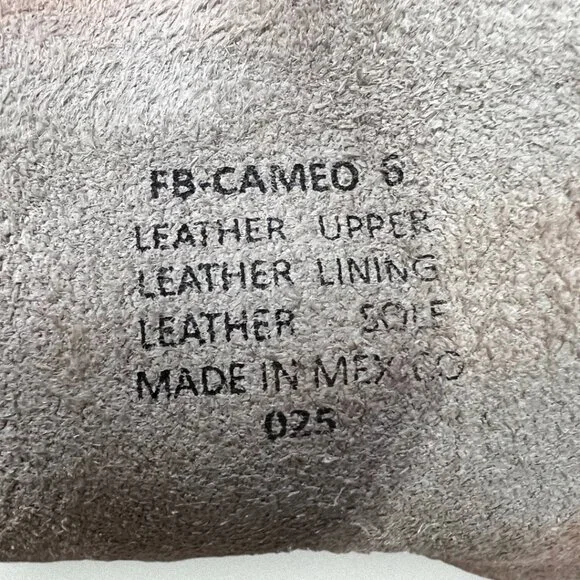 FB-CAMEO 6
LEATHER UPPER
LEATHER LINING
LEATHER SOLE
MADE IN MEXICO
025